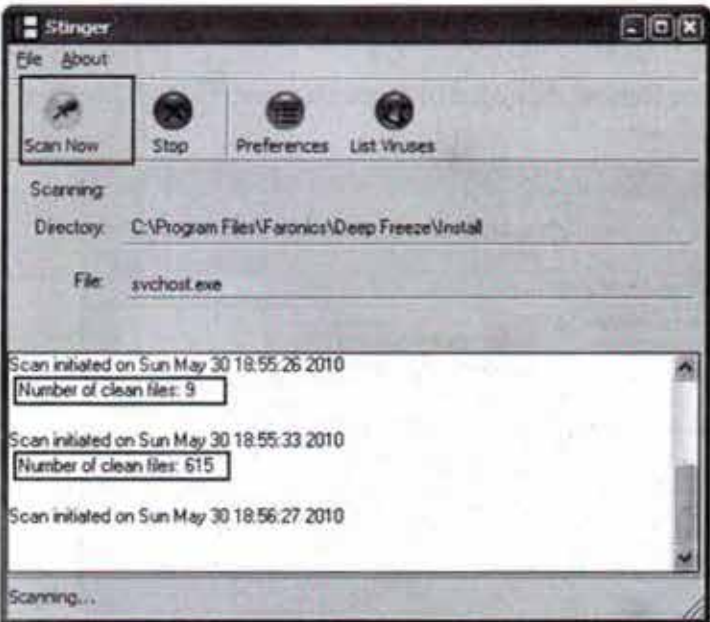 Stinger
File About
Scan Now Stop Preferences List Viruses
Scanning
Directory: C:\Program Files\Faronics\Deep Freeze\Install
File: svchost.exe
Scan initiated on Sun May 30 18:55:26 2010
Number of clean files: 9
Scan initiated on Sun May 30 18:55:33 2010
Number of clean files: 615
Scan initiated on Sun May 30 18:56:27 2010
Scanning...